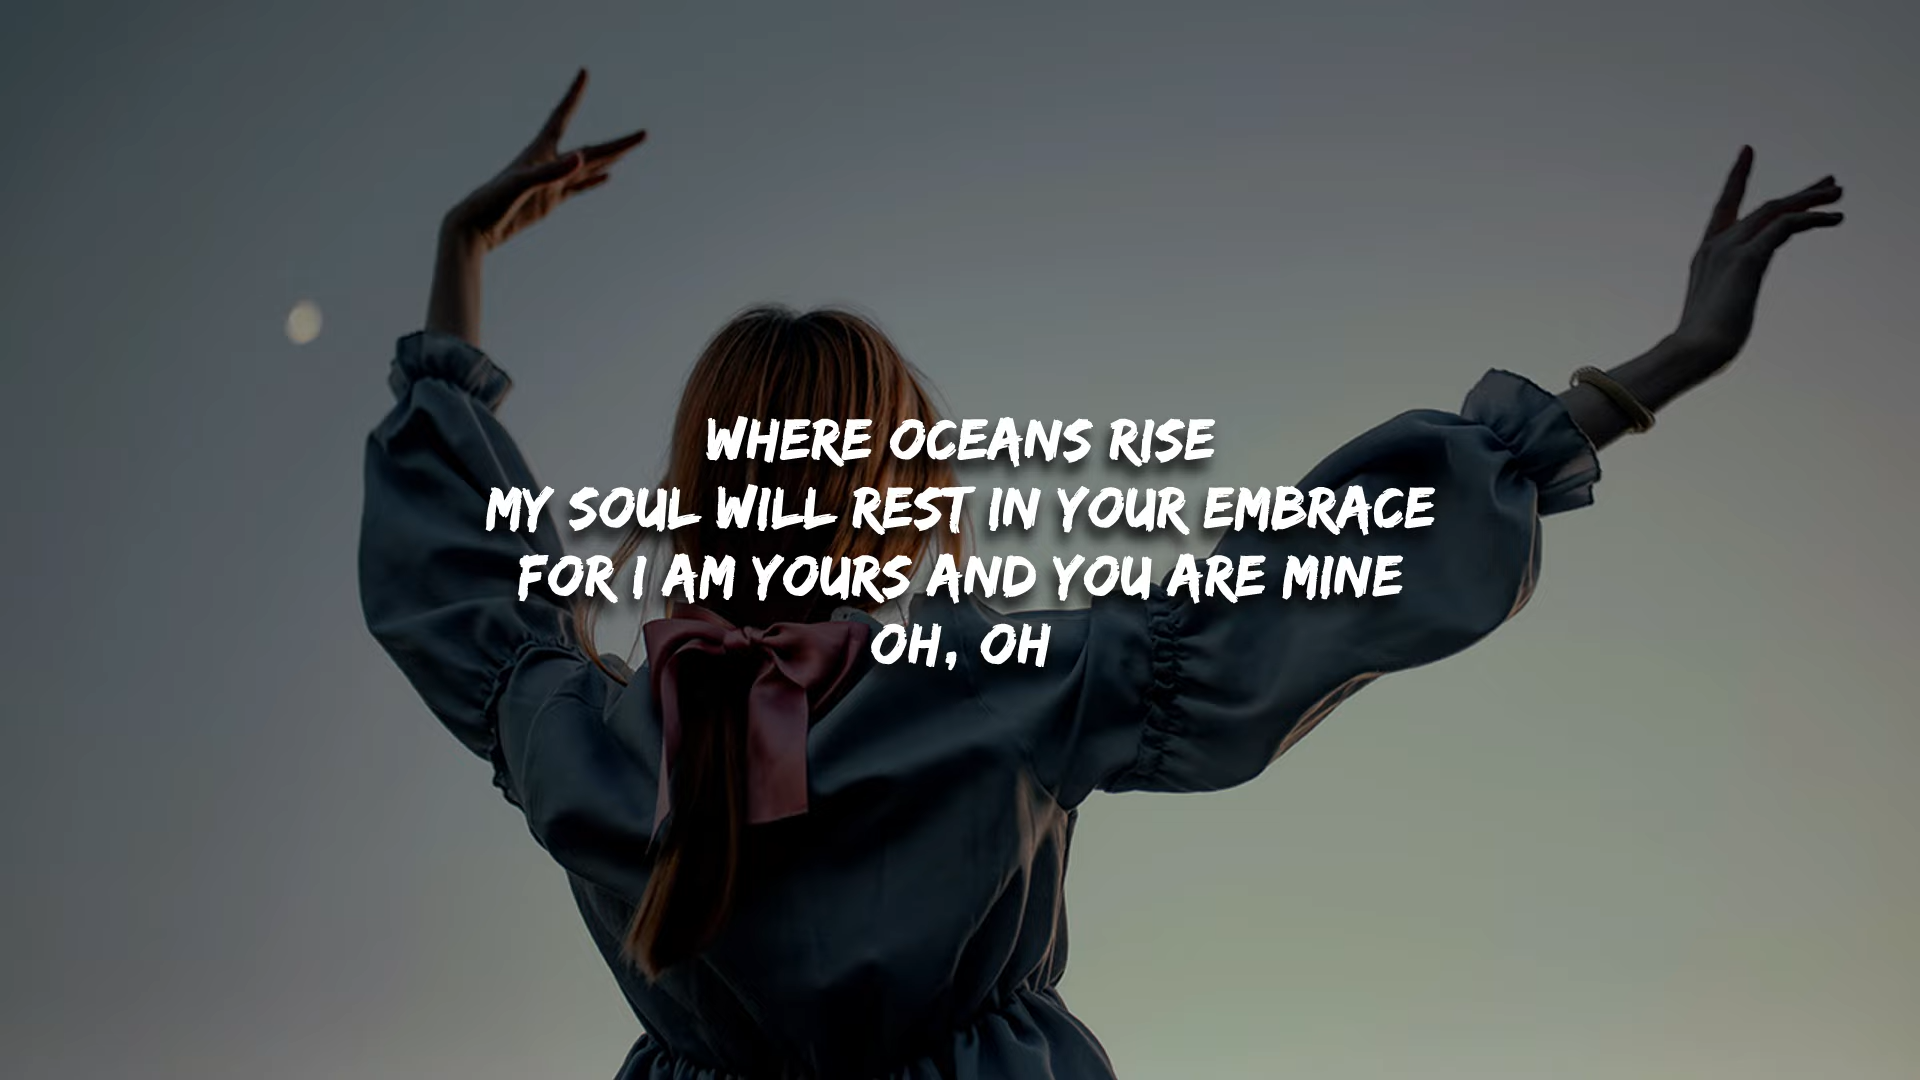 WHERE OCEANS RISE
MY SOUL WILL REST IN YOUR EMBRACE
FOR I AM YOURS AND YOU ARE MINE
OH, OH